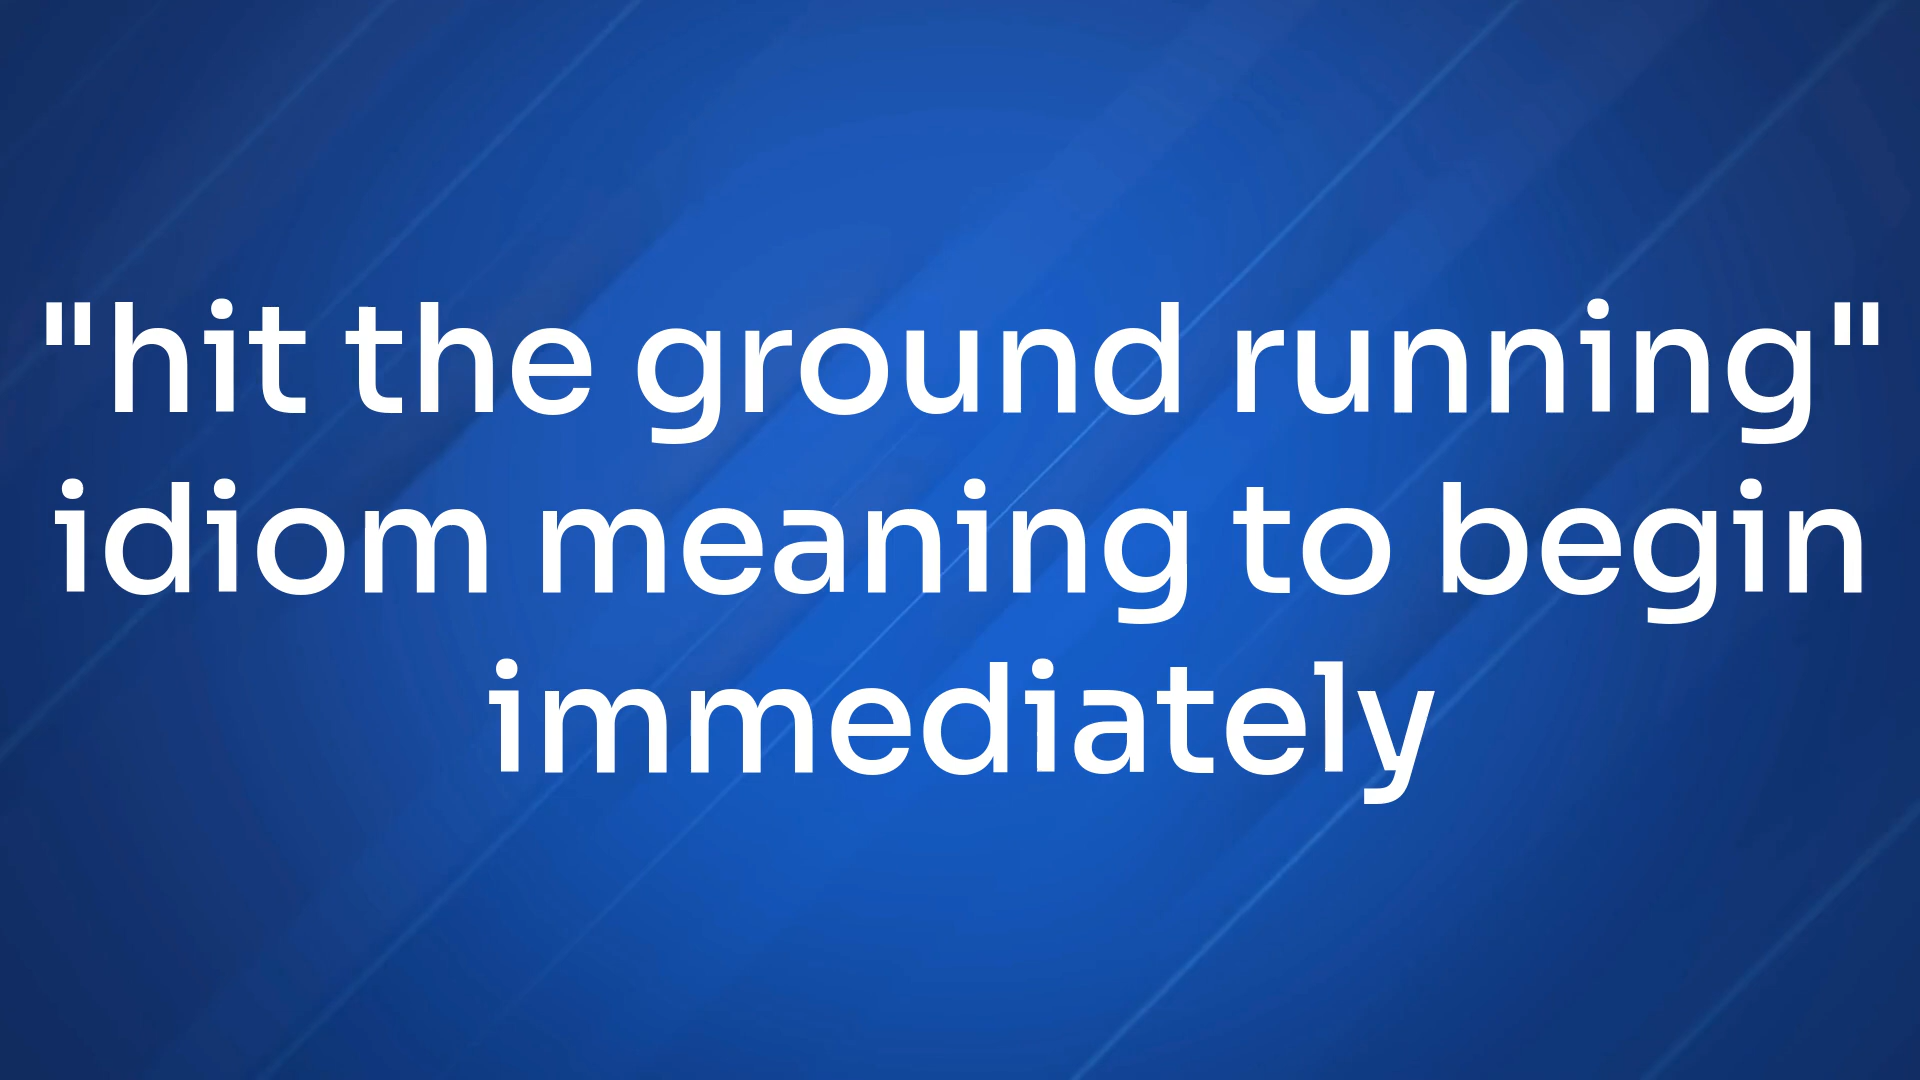 "hit the ground running"
idiom meaning to begin
immediately